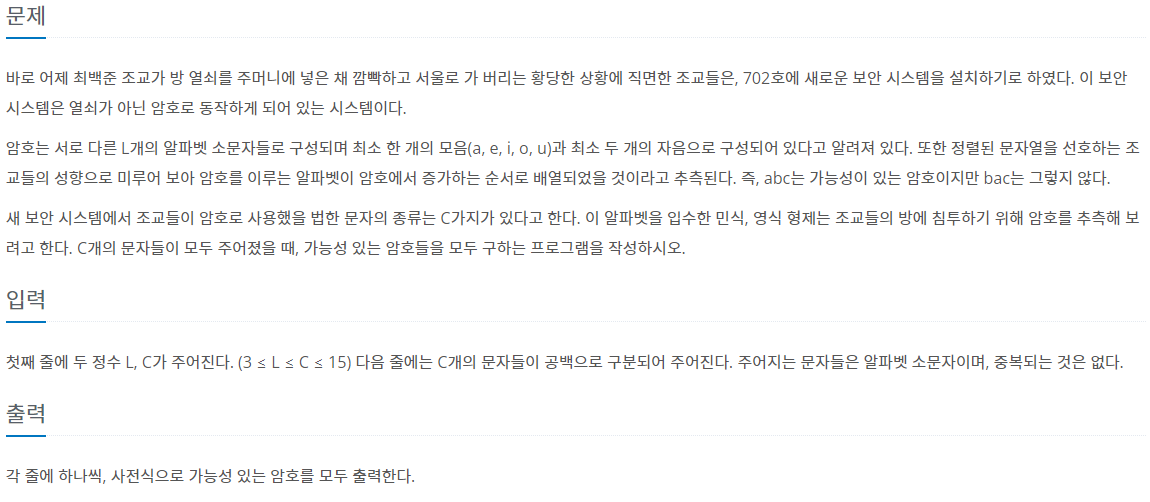 문제
바로 어제 최백준 조교가 방 열쇠를 주머니에 넣은 채 깜빡하고 서울로 가 버리는 황당한 상황에 직면한 조교들은, 702호에 새로운 보안 시스템을 설치하기로 하였다. 이 보안
시스템은 열쇠가 아닌 암호로 동작하게 되어 있는 시스템이다.
암호는 서로 다른 L개의 알파벳 소문자들로 구성되며 최소 한 개의 모음(a, e, i, o, u)과 최소 두 개의 자음으로 구성되어 있다고 알려져 있다. 또한 정렬된 문자열을 선호하는 조
교들의 성향으로 미루어 보아 암호를 이루는 알파벳이 암호에서 증가하는 순서로 배열되었을 것이라고 추측된다. 즉, abc는 가능성이 있는 암호이지만 bac는 그렇지 않다.
새 보안 시스템에서 조교들이 암호로 사용했을 법한 문자의 종류는 C가지가 있다고 한다. 이 알파벳을 입수한 민식, 영식 형제는 조교들의 방에 침투하기 위해 암호를 추측해 보
려고 한다. C개의 문자들이 모두 주어졌을 때, 가능성 있는 암호들을 모두 구하는 프로그램을 작성하시오.
입력
첫째 줄에 두 정수 L, C가 주어진다. (3 ≤ L ≤ C ≤ 15) 다음 줄에는 C개의 문자들이 공백으로 구분되어 주어진다. 주어지는 문자들은 알파벳 소문자이며, 중복되는 것은 없다.
출력
각 줄에 하나씩, 사전식으로 가능성 있는 암호를 모두 출력한다.